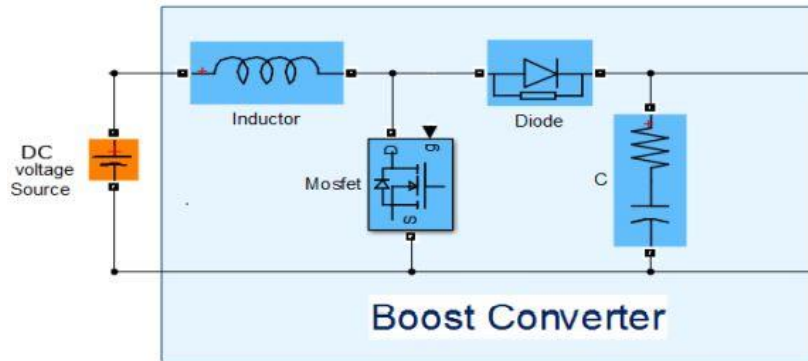 Inductor
Diode
DC
voltage
Source
Mosfet
g
D
S
C
Boost Converter